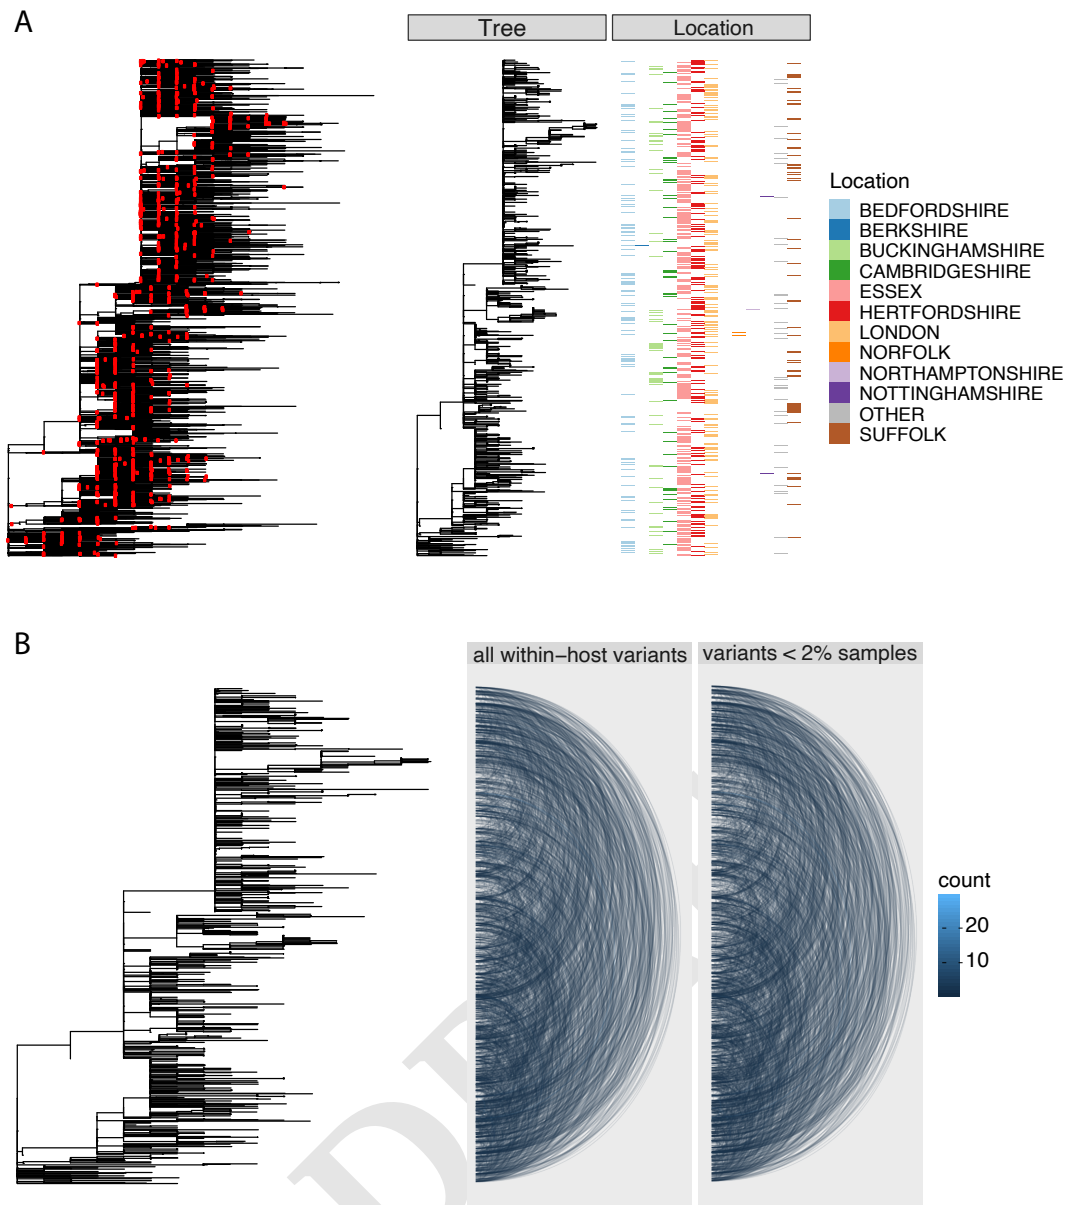 A
Tree
Location
Location
BEDFORDSHIRE
BERKSHIRE
BUCKINGHAMSHIRE
CAMBRIDGESHIRE
ESSEX
HERTFORDSHIRE
LONDON
NORFOLK
NORTHAMPTONSHIRE
NOTTINGHAMSHIRE
OTHER
SUFFOLK
B
all within−host variants
variants < 2% samples
count
20
10